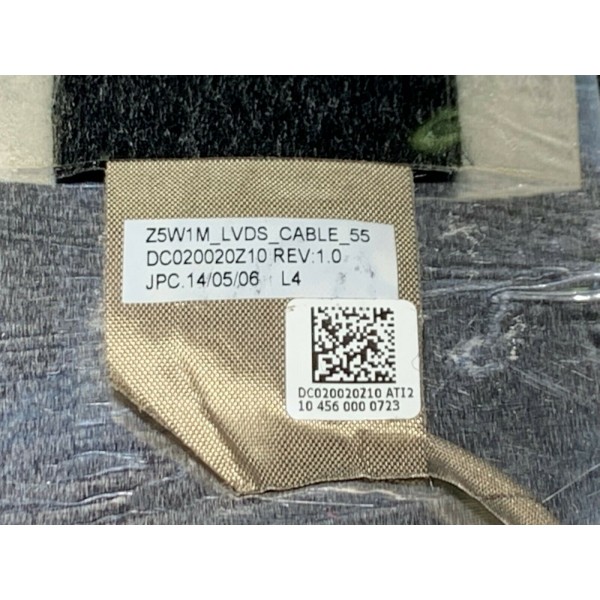 Z5W1M_LVDS_CABLE_55
DC020020Z10 REV:1.0
JPC.14/05/06 L4
DC020020Z10 ATI2
10 456 000 0723